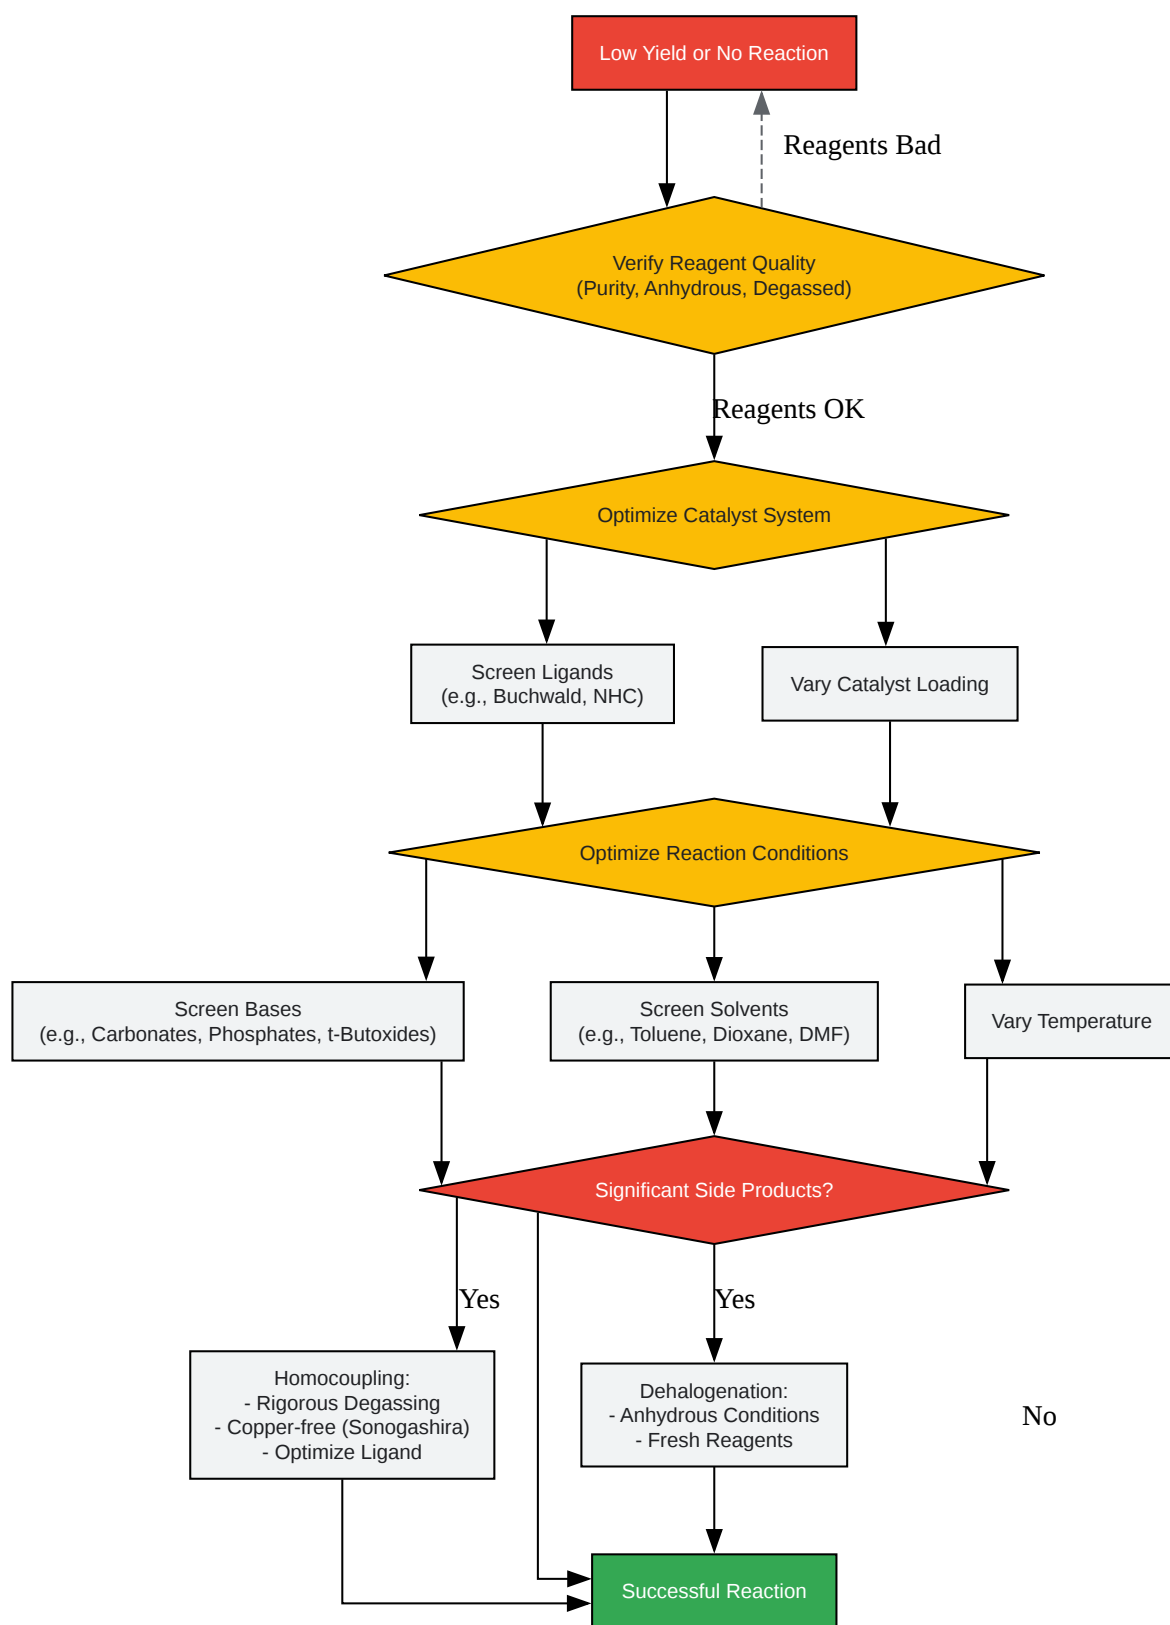 Low Yield or No Reaction
Reagents Bad
Verify Reagent Quality
(Purity, Anhydrous, Degassed)
Reagents OK
Optimize Catalyst System
Screen Ligands
(e.g., Buchwald, NHC)
Vary Catalyst Loading
Optimize Reaction Conditions
Screen Bases
(e.g., Carbonates, Phosphates, t-Butoxides)
Screen Solvents
(e.g., Toluene, Dioxane, DMF)
Vary Temperature
Significant Side Products?
Yes
Yes
Homocoupling:
- Rigorous Degassing
- Copper-free (Sonogashira)
- Optimize Ligand
Dehalogenation:
- Anhydrous Conditions
- Fresh Reagents
No
Successful Reaction